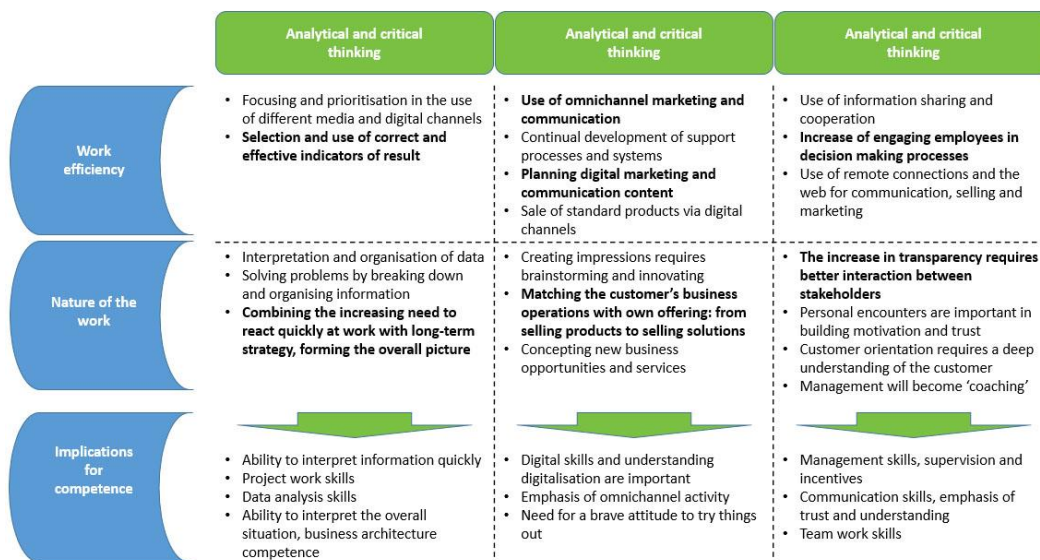 Analytical and critical
thinking
Analytical and critical
thinking
Analytical and critical
thinking
Work
efficiency
• Focusing and prioritisation in the use
of different media and digital channels
• Selection and use of correct and
effective indicators of result
• Use of omnichannel marketing and
communication
• Continual development of support
processes and systems
• Planning digital marketing and
communication content
• Sale of standard products via digital
channels
• Use of information sharing and
cooperation
• Increase of engaging employees in
decision making processes
• Use of remote connections and the
web for communication, selling and
marketing
Nature of the
work
• Interpretation and organisation of data
• Solving problems by breaking down
and organising information
• Combining the increasing need to
react quickly at work with long-term
strategy, forming the overall picture
• Creating impressions requires
brainstorming and innovating
• Matching the customer's business
operations with own offering: from
selling products to selling solutions
• Concepting new business
opportunities and services
• The increase in transparency requires
better interaction between
stakeholders
• Personal encounters are important in
building motivation and trust
• Customer orientation requires a deep
understanding of the customer
• Management will become 'coaching'
Implications
for
competence
• Ability to interpret information quickly
• Project work skills
• Data analysis skills
• Ability to interpret the overall
situation, business architecture
competence
• Digital skills and understanding
digitalisation are important
• Emphasis of omnichannel activity
• Need for a brave attitude to try things
out
• Management skills, supervision and
incentives
• Communication skills, emphasis of
trust and understanding
• Team work skills